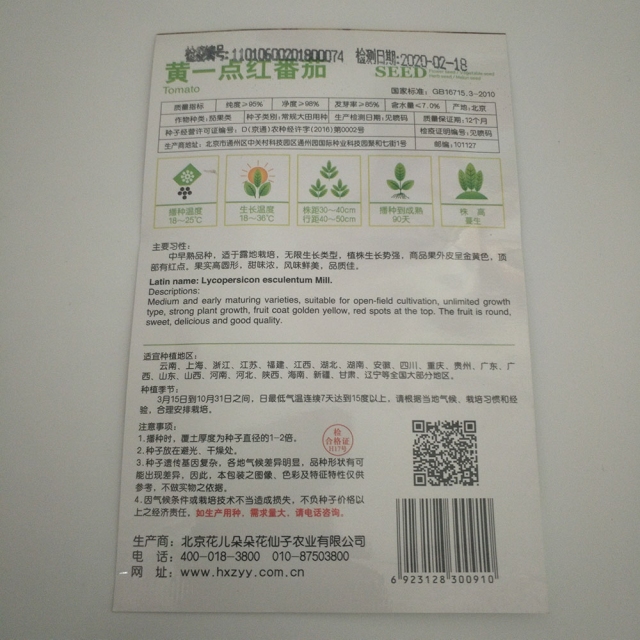 检疫编号:11010600201800074 检测日期:2020-02-18
黄一点红番茄 SEED
Tomato
国家标准：GB16715.3-2010
质量指标 纯度≥95% 净度≥98% 发芽率≥85% 含水量≤7.0% 产地:北京
作物种类:茄果类 种子类别:常规大田用种 生产检测日期:见喷码 质量保证期:12个月
种子经营许可证编号：D(京通)农种经许字(2016)第0002号 检疫证明编号:见喷码
生产商地址：北京市通州区中关村科技园区通州园国际种业科技园区聚和七街1号 邮编:101127
播种温度 生长温度 株距30~40cm 播种到成熟 株 高
18~25℃ 18~36℃ 行距40~50cm 90天 蔓生
主要习性：
中早熟品种，适于露地栽培，无限生长类型，植株生长势强，商品果外皮呈金黄色，顶
部有红点，果实高圆形，甜味浓，风味鲜美，品质佳。
Latin name: Lycopersicon esculentum Mill.
Descriptions:
Medium and early maturing varieties, suitable for open-field cultivation, unlimited growth
type, strong plant growth, fruit coat golden yellow, red spots at the top. The fruit is round,
sweet, delicious and good quality.
适宜种植地区：
云南、上海、浙江、江苏、福建、江西、湖北、湖南、安徽、四川、重庆、贵州、广东、广
西、山东、山西、河南、河北、陕西、海南、新疆、甘肃、辽宁等全国大部分地区。
种植季节：
3月15日到10月31日之间，日最低气温连续7天达到15度以上，请根据当地气候、栽培习惯和经
验，合理安排栽培。
注意事项：
1.播种时，覆土厚度为种子直径的1-2倍。
2.种子放在避光、干燥处。
3.种子遗传基因复杂，各地气候差异明显，品种形状有可
能出现差异，因此，本包装之图像、色彩及特征特性仅供
参考，不做实物之依据。
4.因气候条件或栽培技术不当造成损失，不负种子价格以
上之经济责任。如生产用种、需求量大、请电话咨询。
检
合格证
生产商：北京花儿朵朵花仙子农业有限公司
电 话：400-018-3800 010-87503800
网 址：www.hxzyy.com.cn
6 923128 300910